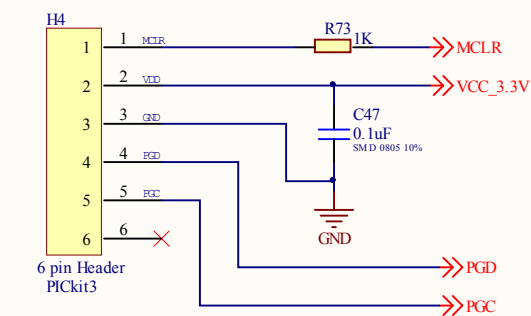 H4
R73
1 1 MCLR 1K MCLR
2 2 VDD VCC_3.3V
3 3 GND
C47
0.1uF
SMD 0805 10%
4 4 PGD
5 5 PGC
6 6
GND
6 pin Header
PICkit3
PGD
PGC